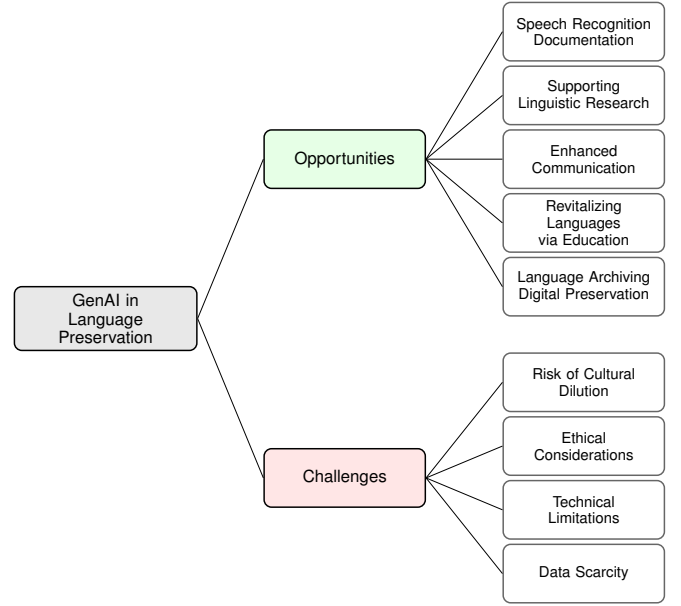 GenAI in
Language
Preservation
Opportunities
Speech Recognition
Documentation
Supporting
Linguistic Research
Enhanced
Communication
Revitalizing
Languages
via Education
Language Archiving
Digital Preservation
Challenges
Risk of Cultural
Dilution
Ethical
Considerations
Technical
Limitations
Data Scarcity